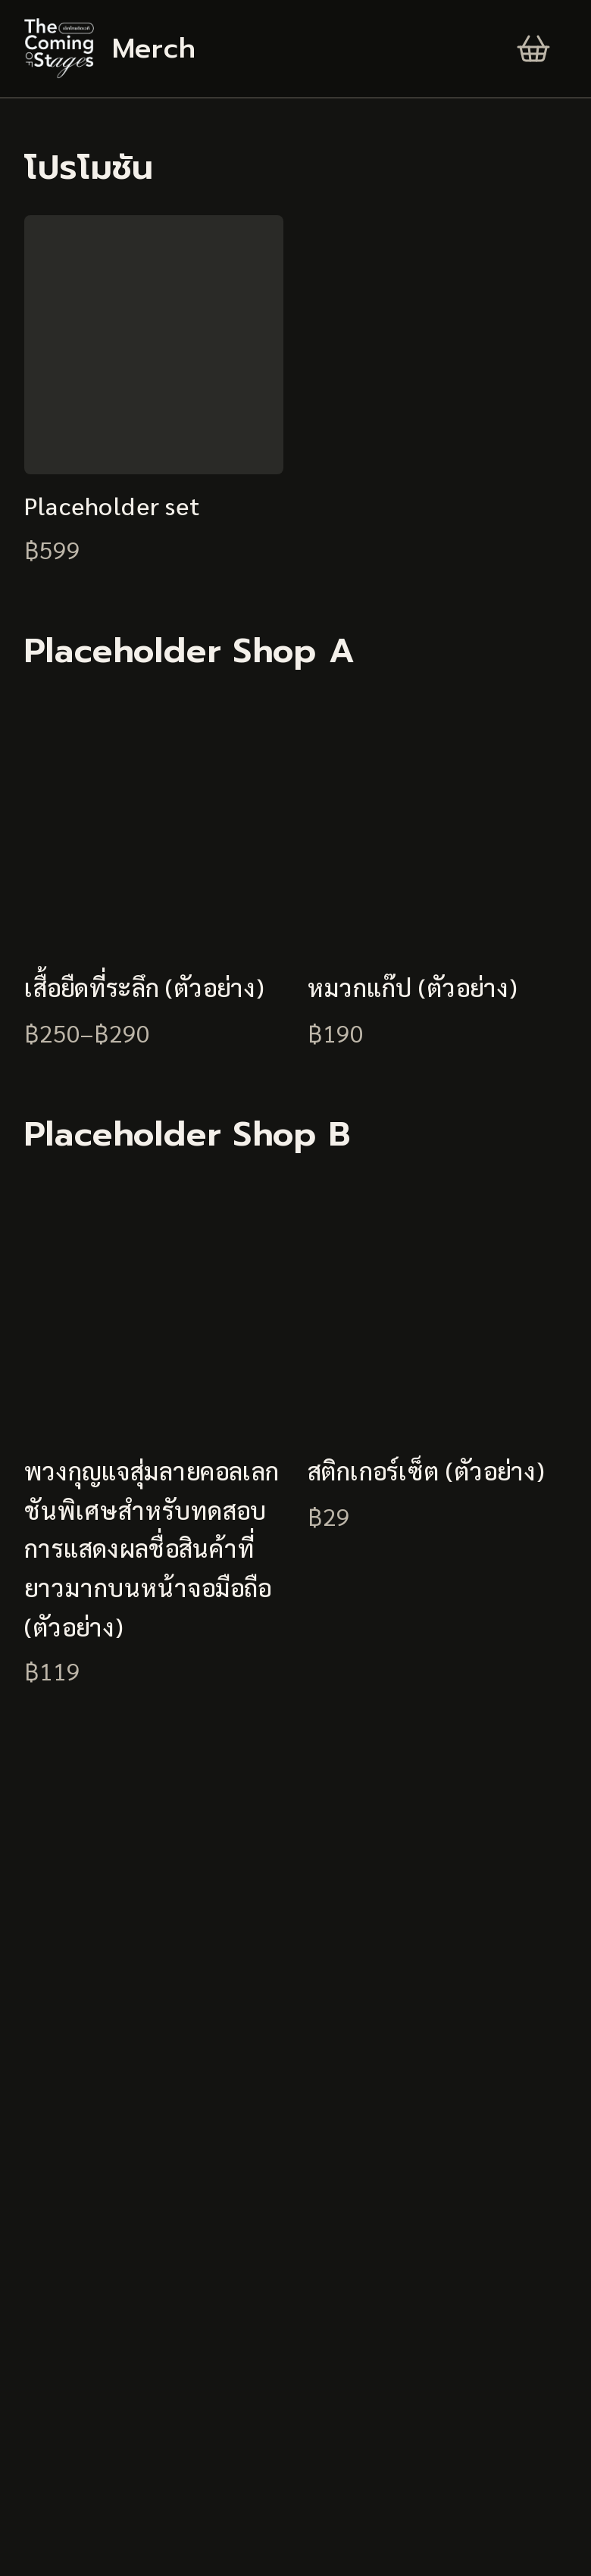 The
Coming
OF Stages
Merch
โปรโมชัน
Placeholder set
฿599
Placeholder Shop A
เสื้อยืดที่ระลึก (ตัวอย่าง)
หมวกแก๊ป (ตัวอย่าง)
฿250–฿290
฿190
Placeholder Shop B
พวงกุญแจสุ่มลายคอลเลก
ชันพิเศษสำหรับทดสอบ
การแสดงผลชื่อสินค้าที่
ยาวมากบนหน้าจอมือถือ
(ตัวอย่าง)
฿119
สติกเกอร์เซ็ต (ตัวอย่าง)
฿29